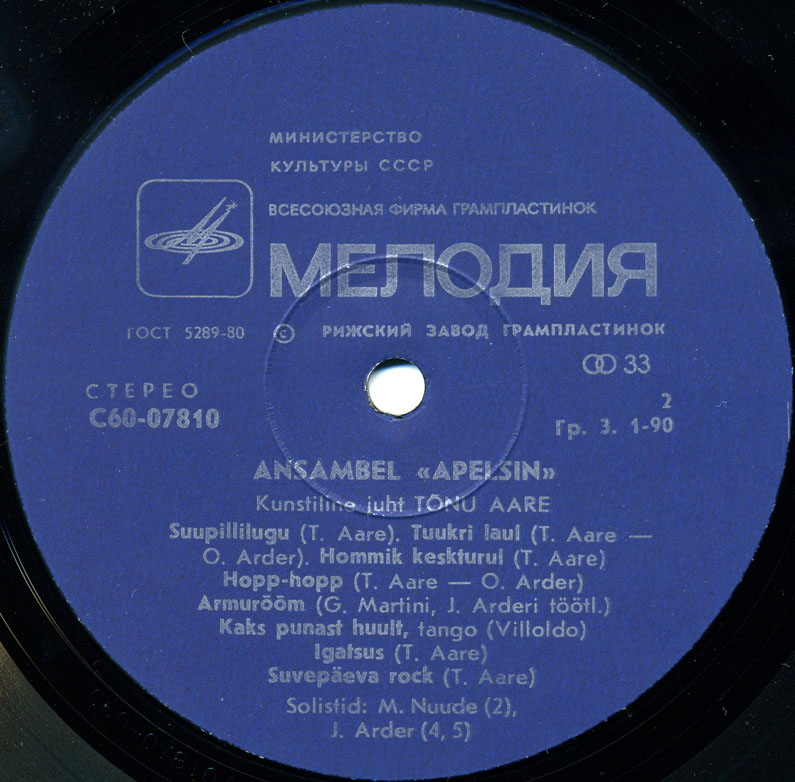 МИНИСТЕРСТВО
КУЛЬТУРЫ СССР
ВСЕСОЮЗНАЯ ФИРМА ГРАМПЛАСТИНОК
МЕЛОДИЯ
ГОСТ 5289-80 © РИЖСКИЙ ЗАВОД ГРАМПЛАСТИНОК
33
СТЕРЕО
2
С60-07810
Гр. 3. 1-90
ANSAMBEL «APELSIN»
Kunstiline juht TÕNU AARE
Suupillilugu (T. Aare). Tuukri laul (T. Aare —
O. Arder). Hommik keskturul (T. Aare)
Hopp-hopp (T. Aare — O. Arder)
Armurõõm (G. Martini, J. Arderi töötl.)
Kaks punast huult, tango (Villoldo)
Igatsus (T. Aare)
Suvepäeva rock (T. Aare)
Solistid: M. Nuude (2),
J. Arder (4, 5)